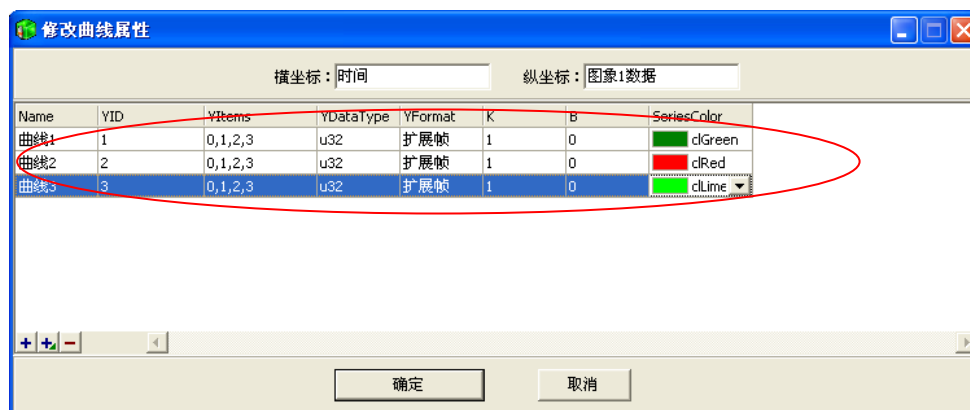 修改曲线属性
横坐标：时间 纵坐标：图象1数据
Name YID YItems YDataType YFormat K B SeriesColor
曲线1 1 0,1,2,3 u32 扩展帧 1 0 clGreen
曲线2 2 0,1,2,3 u32 扩展帧 1 0 clRed
曲线3 3 0,1,2,3 u32 扩展帧 1 0 clLime
确定 取消